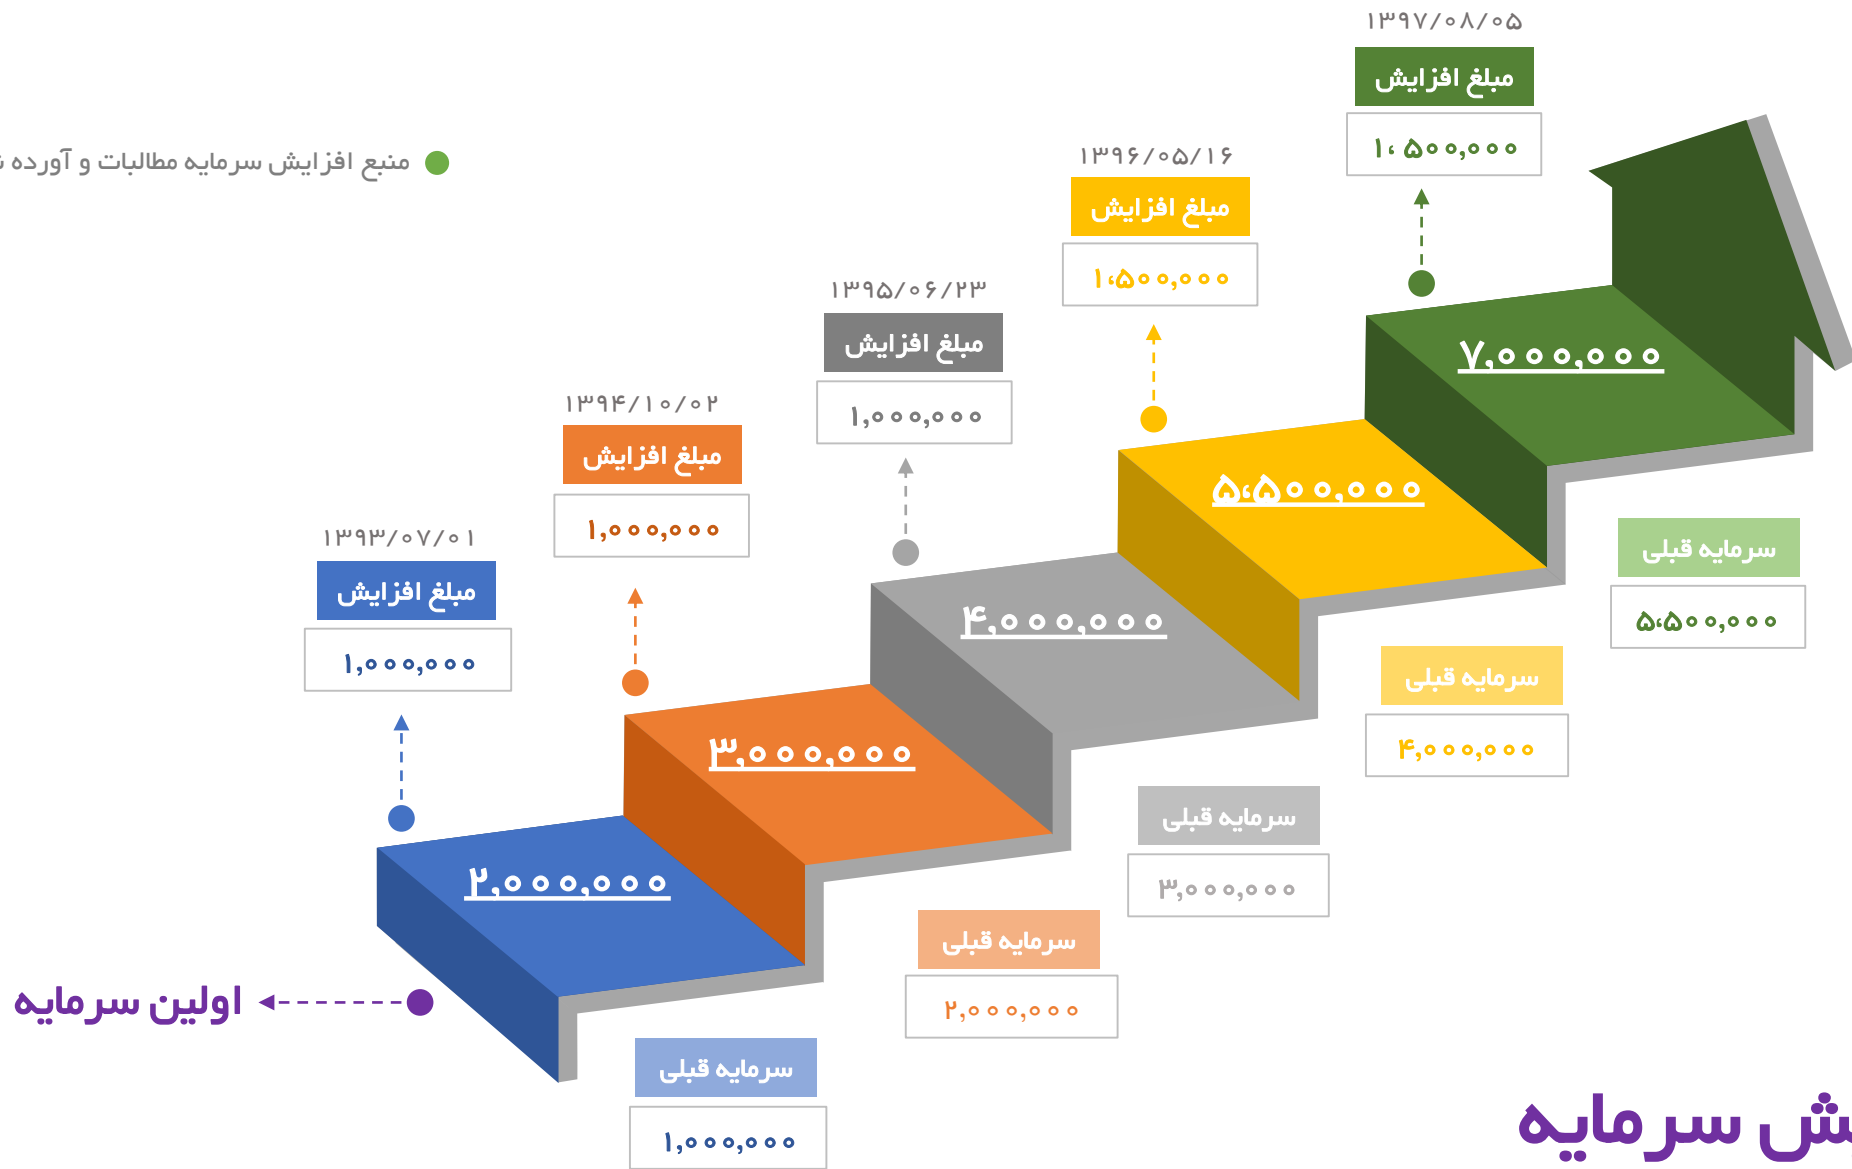 ۱۳۹۷/۰۸/۰۵
مبلغ افزایش
۱،۵۰۰,۰۰۰
منبع افزایش سرمایه مطالبات و آورده
۱۳۹۶/۰۵/۱۶
مبلغ افزایش
۱،۵۰۰,۰۰۰
۱۳۹۵/۰۶/۲۳
مبلغ افزایش
۱,۰۰۰,۰۰۰
۱۳۹۴/۱۰/۰۲
مبلغ افزایش
۱,۰۰۰,۰۰۰
۱۳۹۳/۰۷/۰۱
مبلغ افزایش
۱,۰۰۰,۰۰۰
۷,۰۰۰,۰۰۰
۵،۵۰۰,۰۰۰
۴,۰۰۰,۰۰۰
۳,۰۰۰,۰۰۰
۲,۰۰۰,۰۰۰
سرمایه قبلی
۵،۵۰۰,۰۰۰
سرمایه قبلی
۴,۰۰۰,۰۰۰
سرمایه قبلی
۳,۰۰۰,۰۰۰
سرمایه قبلی
۲,۰۰۰,۰۰۰
سرمایه قبلی
۱,۰۰۰,۰۰۰
اولین سرمایه
سرمایه